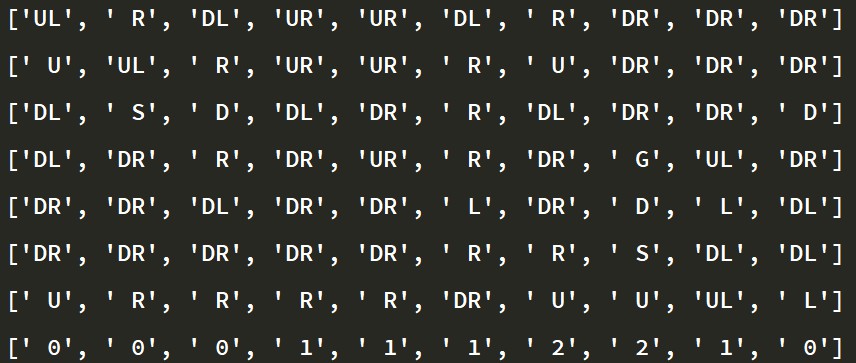 ['UL', ' R', 'DL', 'UR', 'UR', 'DL', ' R', 'DR', 'DR', 'DR']
[' U', 'UL', ' R', 'UR', 'UR', ' R', ' U', 'DR', 'DR', 'DR']
['DL', ' S', ' D', 'DL', 'DR', ' R', 'DL', 'DR', 'DR', ' D']
['DL', 'DR', ' R', 'DR', 'UR', ' R', 'DR', ' G', 'UL', 'DR']
['DR', 'DR', 'DL', 'DR', 'DR', ' L', 'DR', ' D', ' L', 'DL']
['DR', 'DR', 'DR', 'DR', 'DR', ' R', ' R', ' S', 'DL', 'DL']
[' U', ' R', ' R', ' R', ' R', 'DR', ' U', ' U', 'UL', ' L']
[' 0', ' 0', ' 0', ' 1', ' 1', ' 1', ' 2', ' 2', ' 1', ' 0']